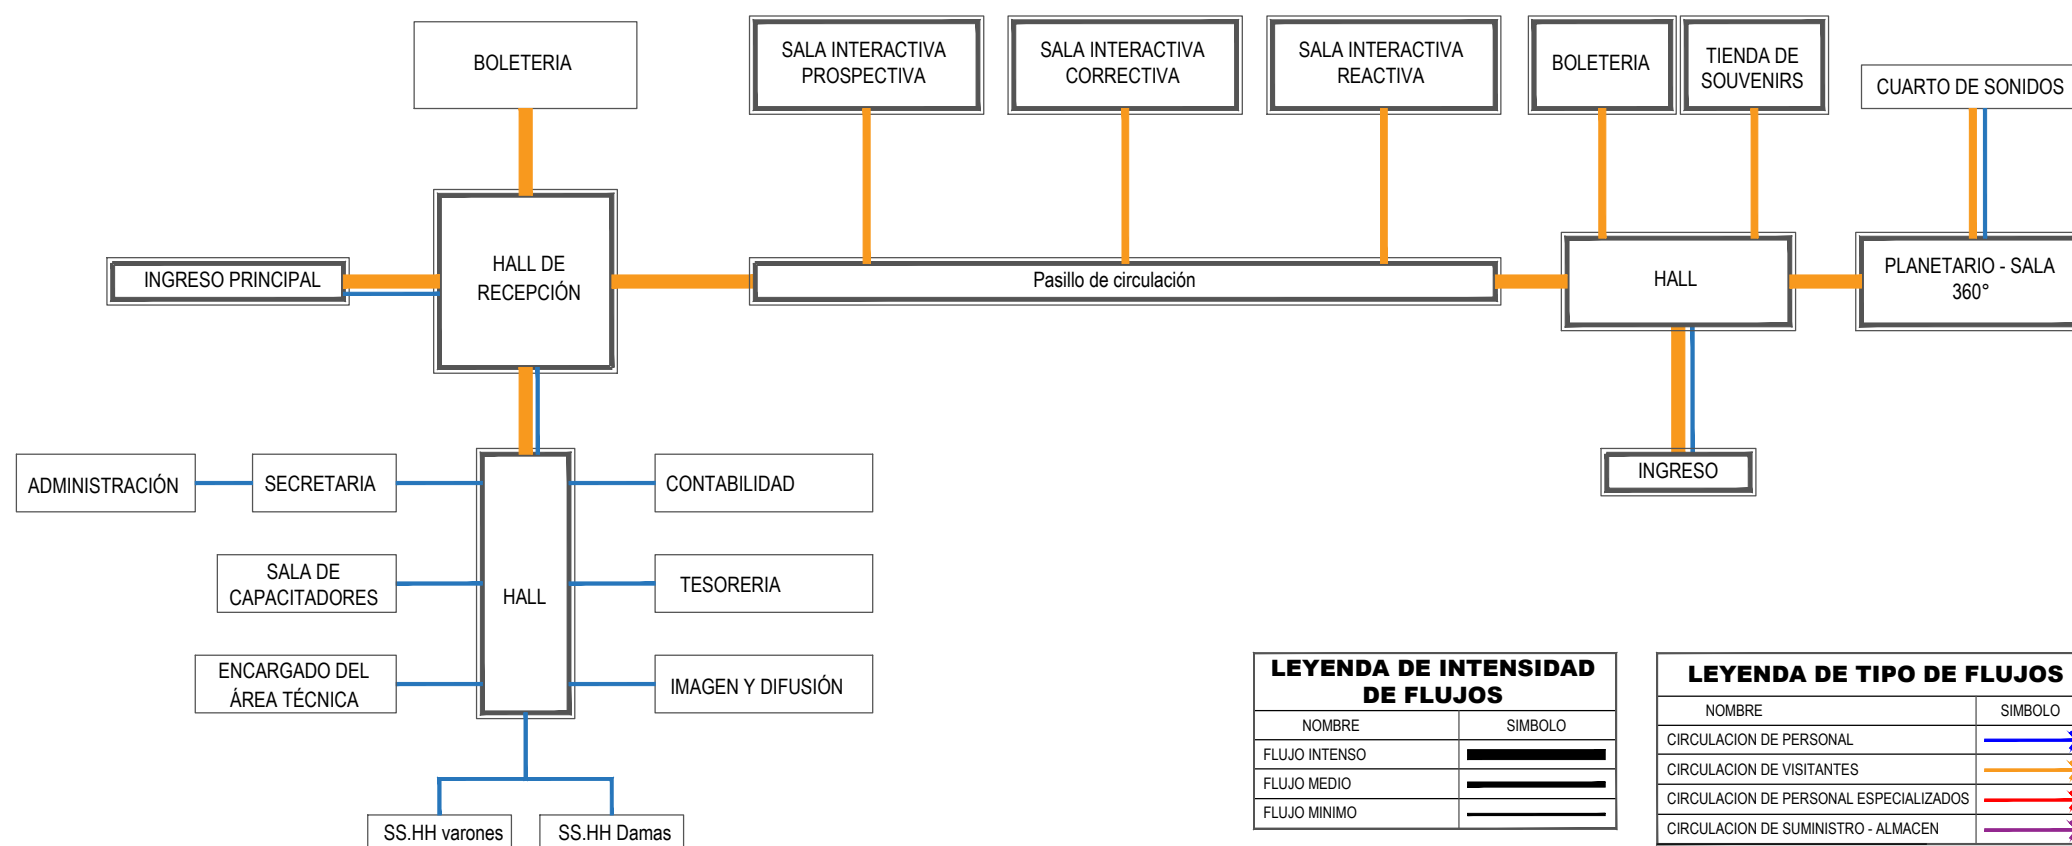 BOLETERIA
SALA INTERACTIVA
PROSPECTIVA
SALA INTERACTIVA
CORRECTIVA
SALA INTERACTIVA
REACTIVA
BOLETERIA
TIENDA DE
SOUVENIRS
CUARTO DE SONIDOS
INGRESO PRINCIPAL
HALL DE
RECEPCIÓN
Pasillo de circulación
HALL
PLANETARIO - SALA
360°
INGRESO
ADMINISTRACIÓN
SECRETARIA
CONTABILIDAD
SALA DE
CAPACITADORES
HALL
TESORERIA
ENCARGADO DEL
ÁREA TÉCNICA
IMAGEN Y DIFUSIÓN
SS.HH varones
SS.HH Damas
LEYENDA DE INTENSIDAD
DE FLUJOS
NOMBRE SIMBOLO
FLUJO INTENSO
FLUJO MEDIO
FLUJO MINIMO
LEYENDA DE TIPO DE FLUJOS
NOMBRE SIMBOLO
CIRCULACION DE PERSONAL
CIRCULACION DE VISITANTES
CIRCULACION DE PERSONAL ESPECIALIZADOS
CIRCULACION DE SUMINISTRO - ALMACEN